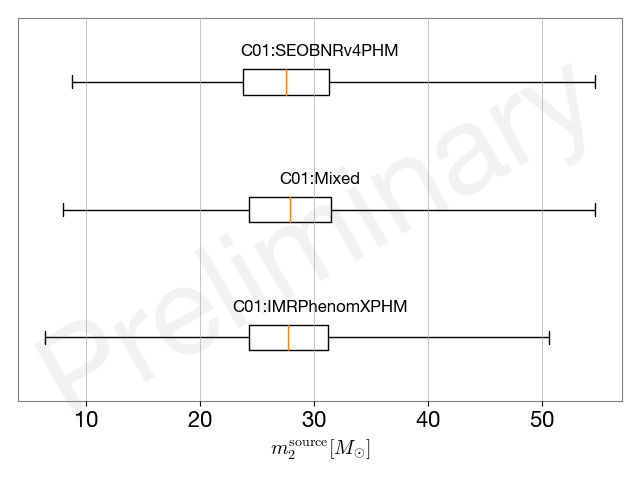 C01:SEOBNRv4PHM
C01:Mixed
C01:IMRPhenomXPHM
Preliminary
10 20 30 40 50
m₂^source [M☉]